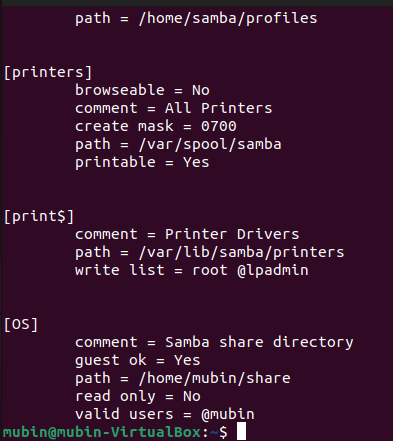 path = /home/samba/profiles
[printers]
browseable = No
comment = All Printers
create mask = 0700
path = /var/spool/samba
printable = Yes
[print$]
comment = Printer Drivers
path = /var/lib/samba/printers
write list = root @lpadmin
[OS]
comment = Samba share directory
guest ok = Yes
path = /home/mubin/share
read only = No
valid users = @mubin
mubin@mubin-VirtualBox:~$